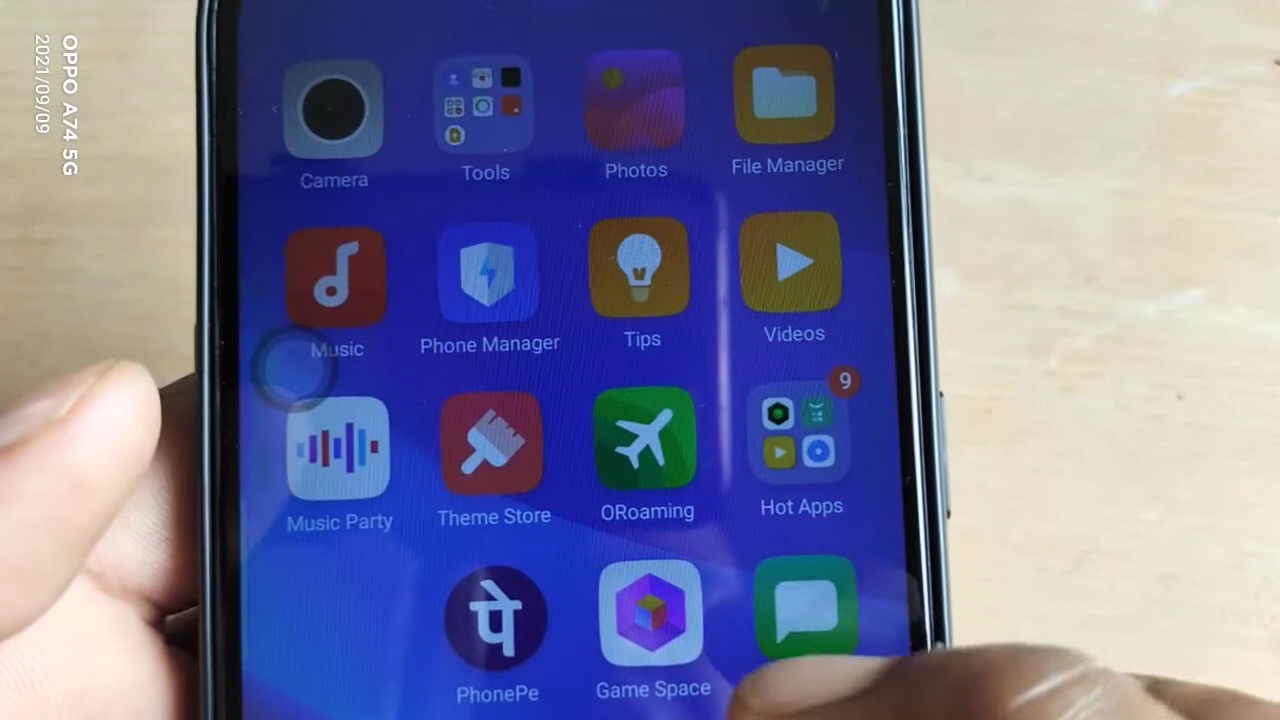 OPPO A74 5G
2021/09/09
Camera
Tools
Photos
File Manager
Music
Phone Manager
Tips
Videos
9
Music Party
Theme Store
ORoaming
Hot Apps
पे
PhonePe
Game Space